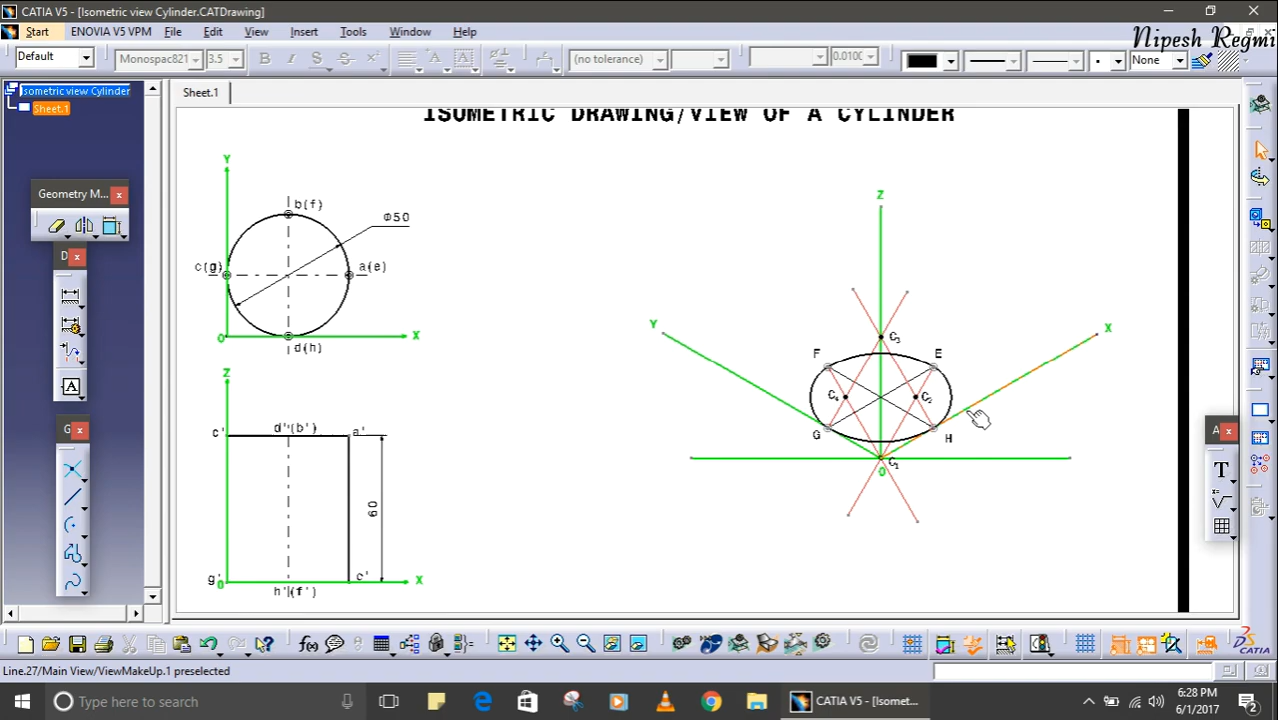 CATIA V5 - [Isometric view Cylinder.CATDrawing]
Start ENOVIA V5 VPM File Edit View Insert Tools Window Help
Nipesh Regmi
Default Monospac821 3.5 B I S S (no tolerance) 0.010 None
Isometric view Cylinder
Sheet.1
Sheet.1
ISOMETRIC DRAWING/VIEW OF A CYLINDER
Geometry M...
D
G
A
T
Y
b(f)
Φ50
c(g)
a(e)
O
X
d(h)
Z
c'
d'(b')
a'
60
g'
O
h'(f')
e'
X
Z
Y
X
C3
F
E
C4
C2
G
H
C1
O
f(x)
CATIA
Line.27/Main View/ViewMakeUp.1 preselected
Type here to search
CATIA V5 - [Isomet...
6:28 PM
6/1/2017
2